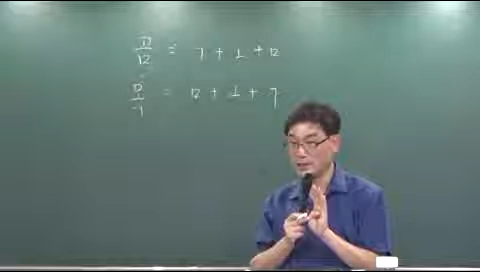 곰 = ㄱ + ㅗ + ㅁ
목 = ㅁ + ㅗ + ㄱ